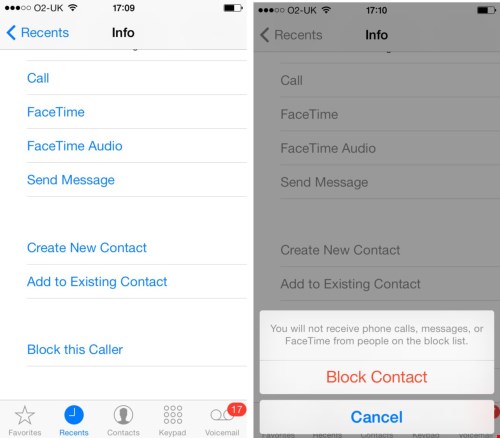 O2-UK 17:09
Recents Info
Call
FaceTime
FaceTime Audio
Send Message
Create New Contact
Add to Existing Contact
Block this Caller
17
Favorites Recents Contacts Keypad Voicemail
O2-UK 17:10
Recents Info
Call
FaceTime
FaceTime Audio
Send Message
Create New Contact
Add to Existing Contact
You will not receive phone calls, messages, or
FaceTime from people on the block list.
Block Contact
Cancel
Favorites Recents Contacts Keypad Voicemail